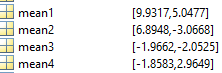 mean1 [9.9317,5.0477]
mean2 [6.8948,-3.0668]
mean3 [-1.9662,-2.0525]
mean4 [-1.8583,2.9649]